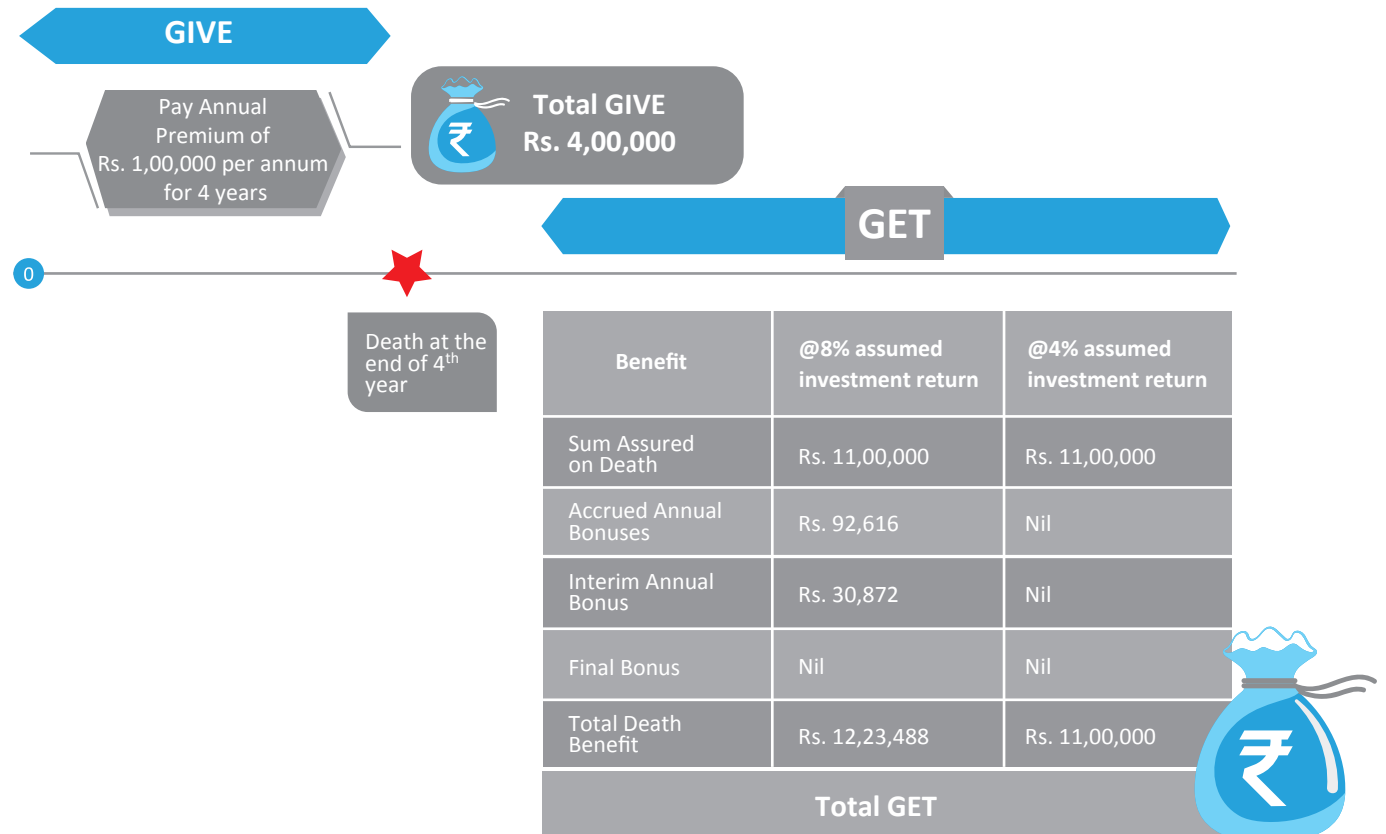 GIVE
Pay Annual
Premium of
Rs. 1,00,000 per annum
for 4 years
₹
Total GIVE
Rs. 4,00,000
GET
0
Death at the
end of 4th
year
Benefit
@8% assumed
investment return
@4% assumed
investment return
Sum Assured
on Death
Rs. 11,00,000
Rs. 11,00,000
Accrued Annual
Bonuses
Rs. 92,616
Nil
Interim Annual
Bonus
Rs. 30,872
Nil
Final Bonus
Nil
Nil
Total Death
Benefit
Rs. 12,23,488
Rs. 11,00,000
Total GET
₹